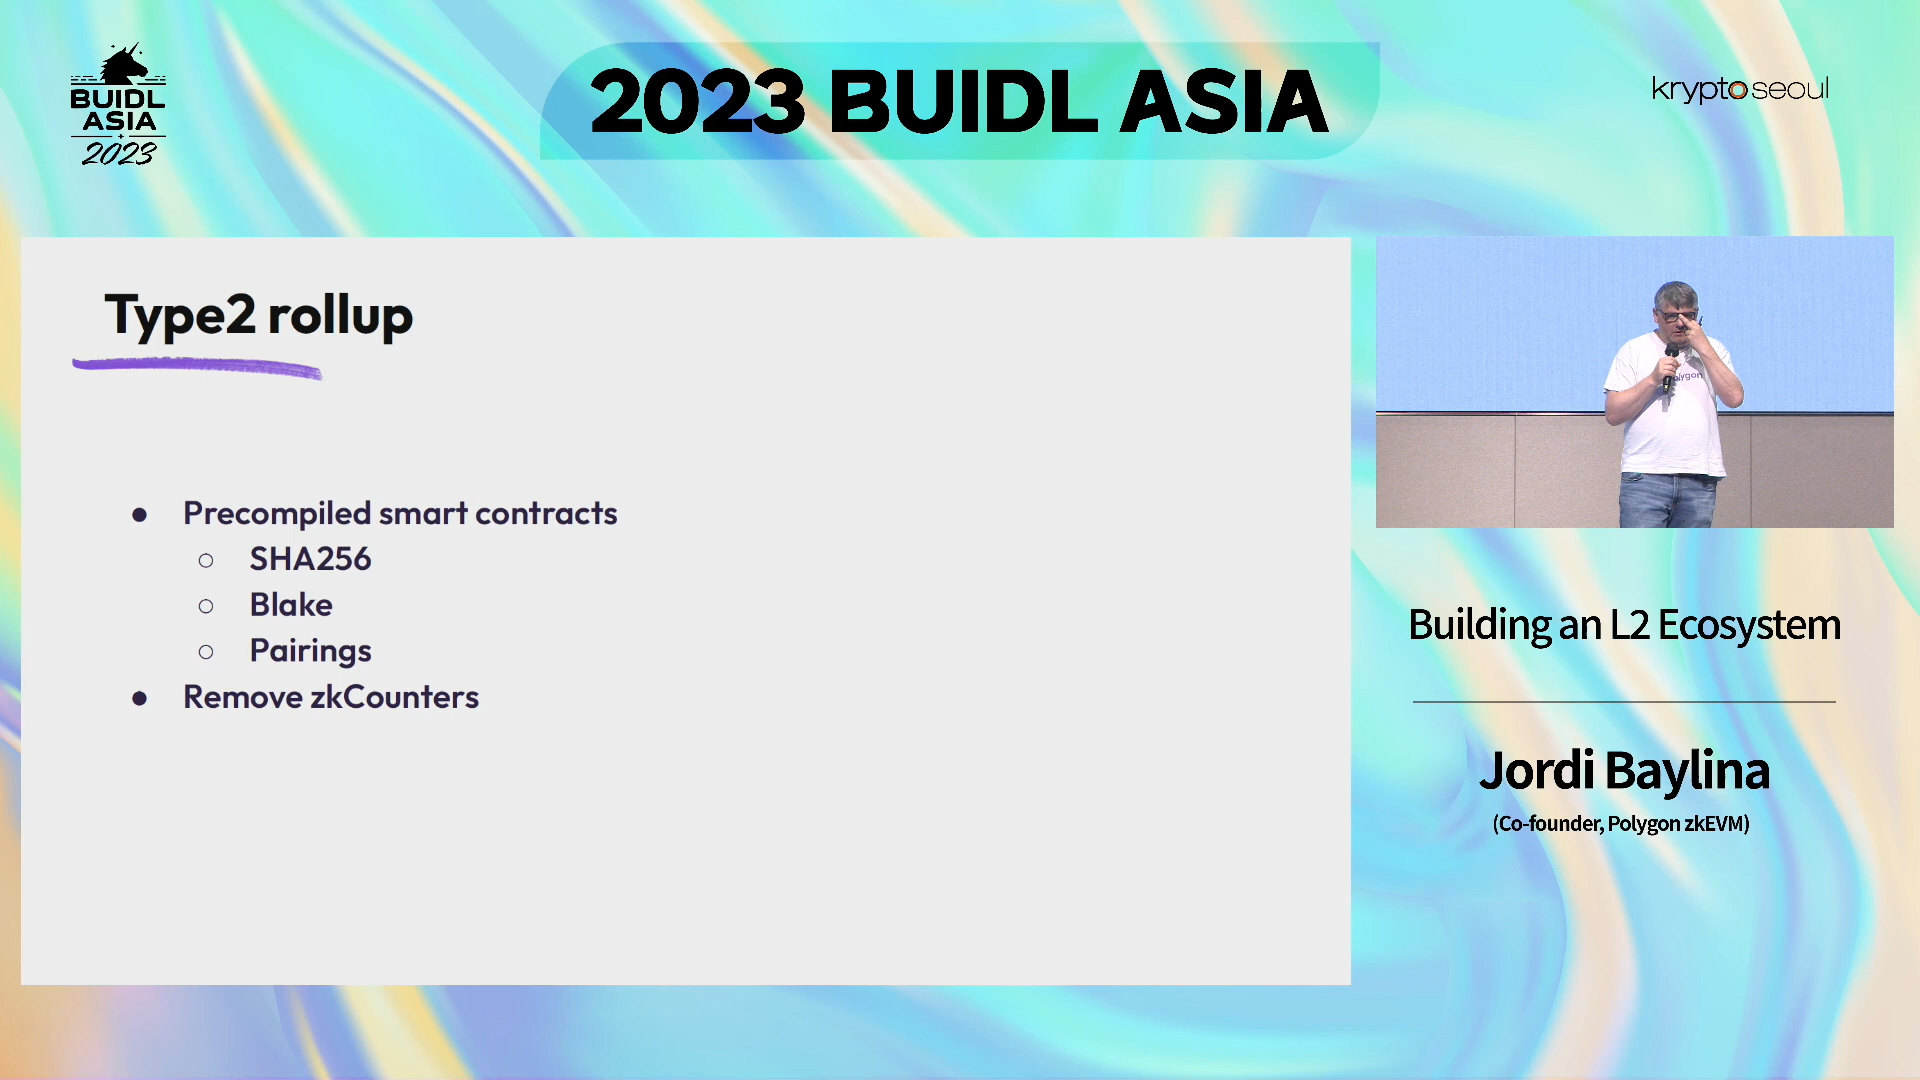 BUIDL
ASIA
2023
2023 BUIDL ASIA
kryptoseoul
Type2 rollup
● Precompiled smart contracts
○ SHA256
○ Blake
○ Pairings
● Remove zkCounters
Building an L2 Ecosystem
Jordi Baylina
(Co-founder, Polygon zkEVM)